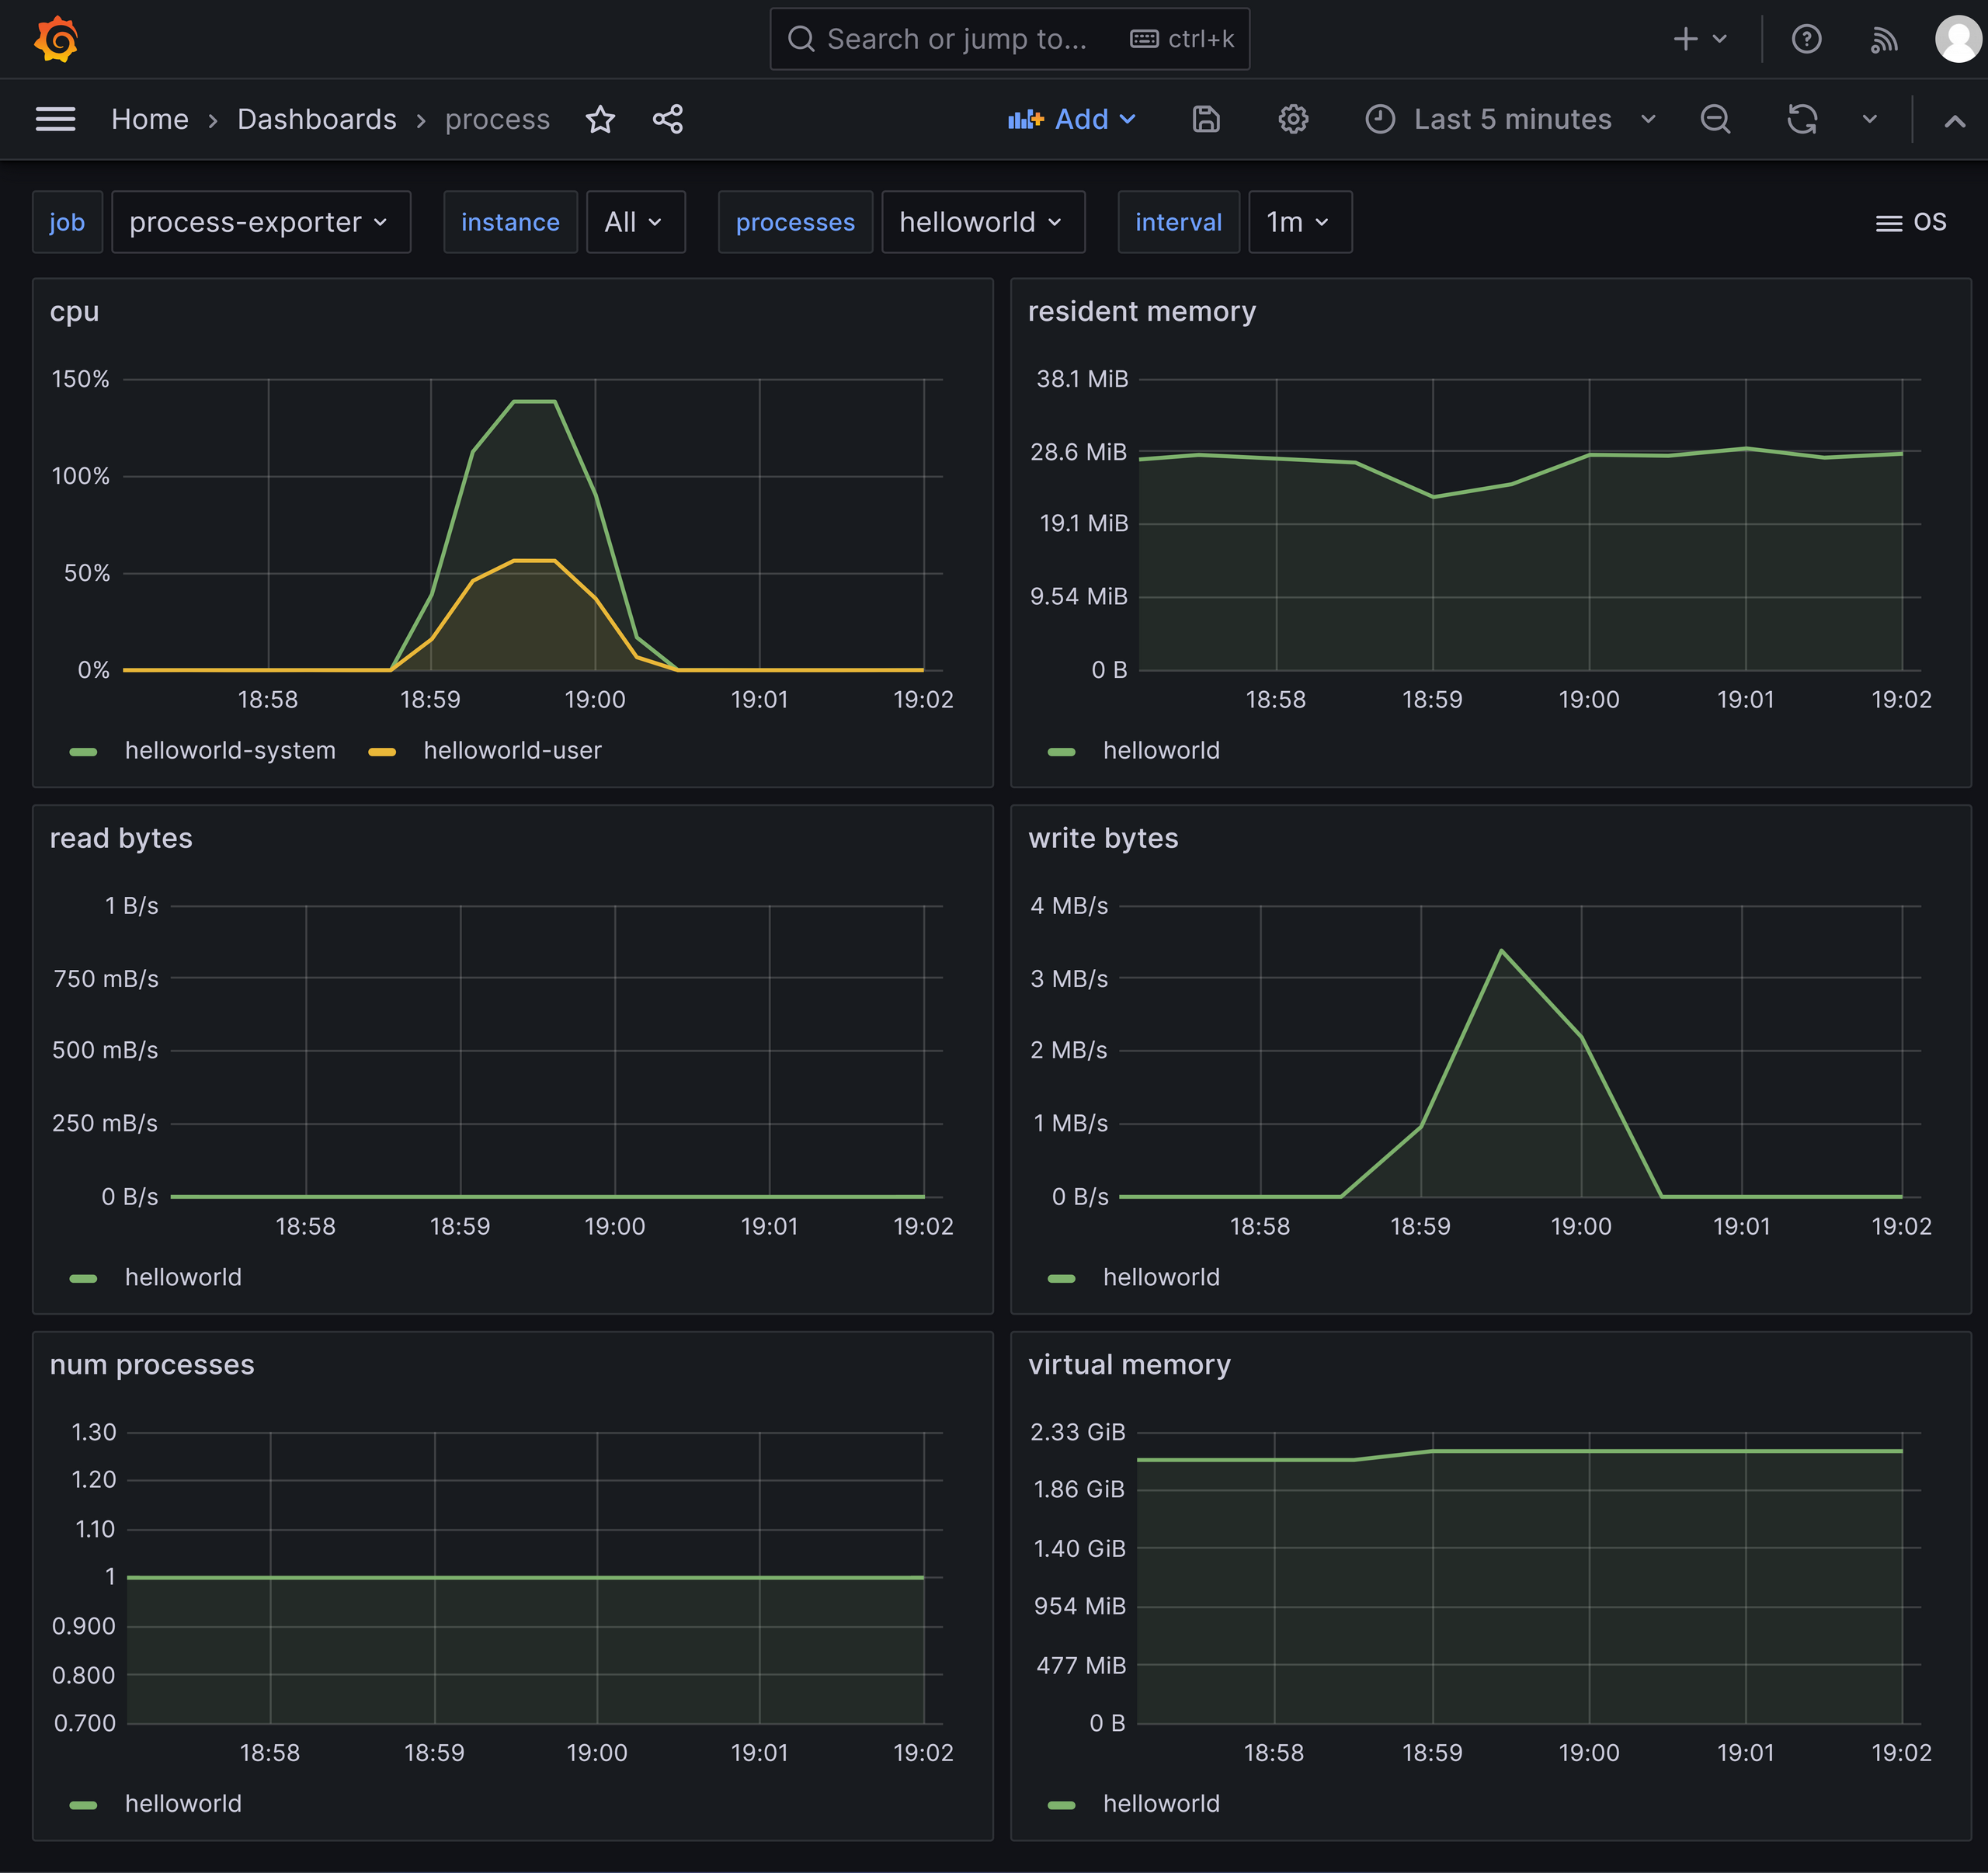 Search or jump to... ctrl+k
Home › Dashboards › process Add Last 5 minutes
job process-exporter instance All processes helloworld interval 1m OS
cpu
150%
100%
50%
0%
18:58 18:59 19:00 19:01 19:02
helloworld-system helloworld-user
resident memory
38.1 MiB
28.6 MiB
19.1 MiB
9.54 MiB
0 B
18:58 18:59 19:00 19:01 19:02
helloworld
read bytes
1 B/s
750 mB/s
500 mB/s
250 mB/s
0 B/s
18:58 18:59 19:00 19:01 19:02
helloworld
write bytes
4 MB/s
3 MB/s
2 MB/s
1 MB/s
0 B/s
18:58 18:59 19:00 19:01 19:02
helloworld
num processes
1.30
1.20
1.10
1
0.900
0.800
0.700
18:58 18:59 19:00 19:01 19:02
helloworld
virtual memory
2.33 GiB
1.86 GiB
1.40 GiB
954 MiB
477 MiB
0 B
18:58 18:59 19:00 19:01 19:02
helloworld